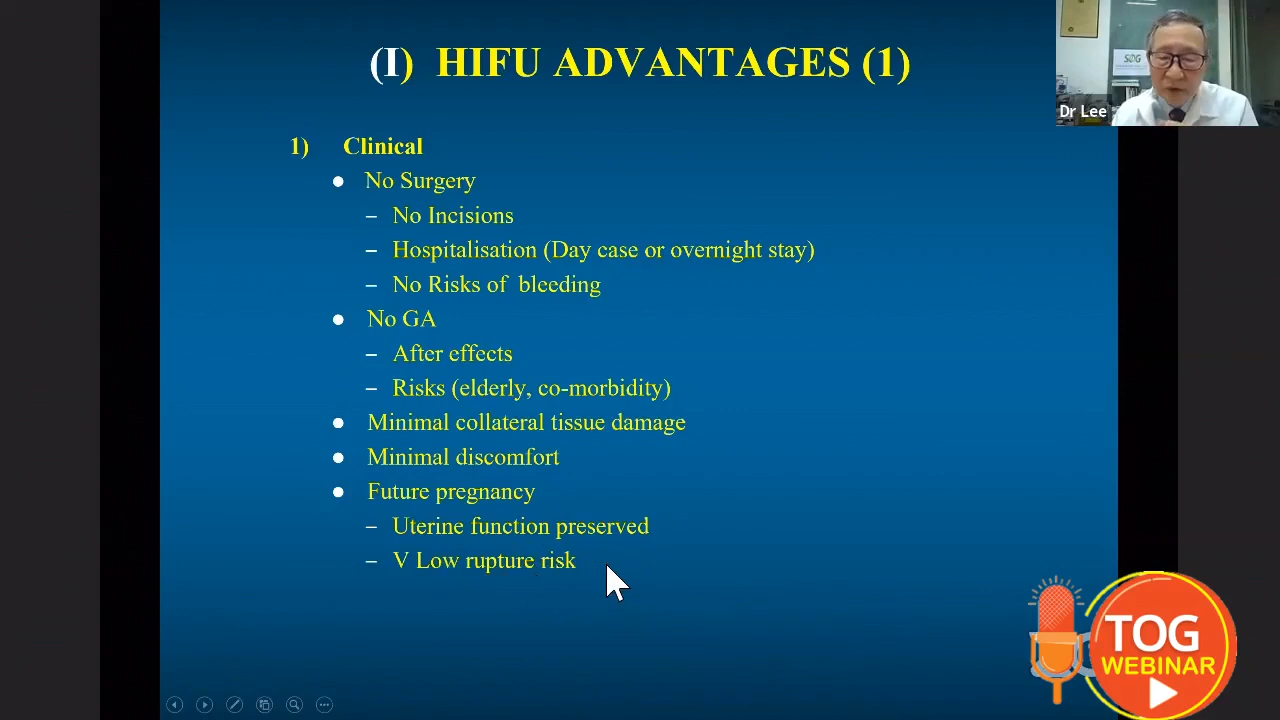 (I) HIFU ADVANTAGES (1)
1) Clinical
● No Surgery
– No Incisions
– Hospitalisation (Day case or overnight stay)
– No Risks of bleeding
● No GA
– After effects
– Risks (elderly, co-morbidity)
● Minimal collateral tissue damage
● Minimal discomfort
● Future pregnancy
– Uterine function preserved
– V Low rupture risk
Dr Lee
TOG
WEBINAR